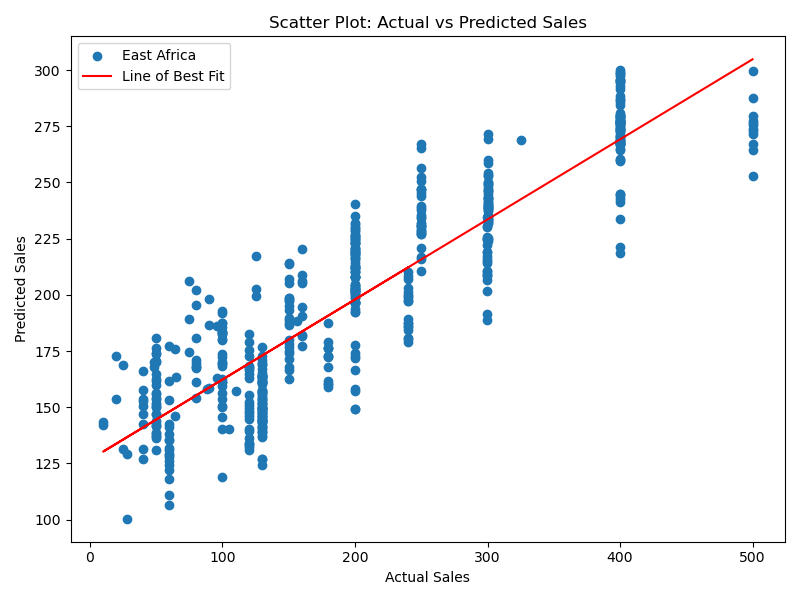 Scatter Plot: Actual vs Predicted Sales
East Africa
Line of Best Fit
Predicted Sales
300
275
250
225
200
175
150
125
100
0 100 200 300 400 500
Actual Sales